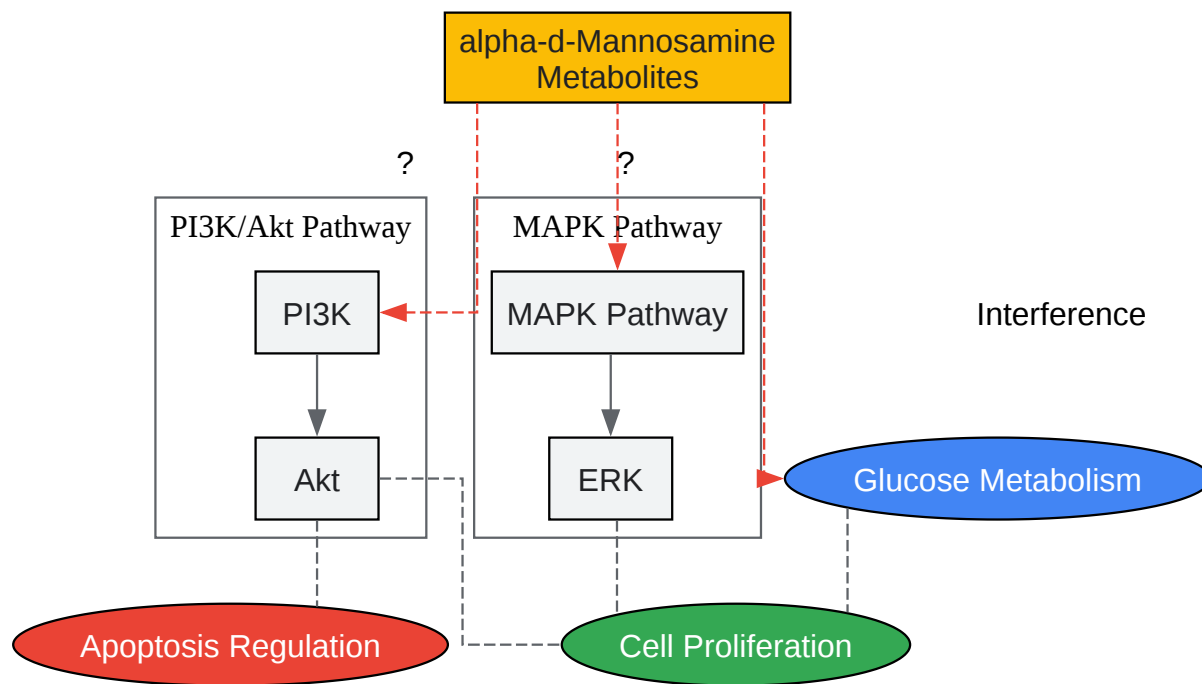 alpha-d-Mannosamine
Metabolites
?
?
PI3K/Akt Pathway
MAPK Pathway
PI3K
MAPK Pathway
Interference
Akt
ERK
Glucose Metabolism
Apoptosis Regulation
Cell Proliferation